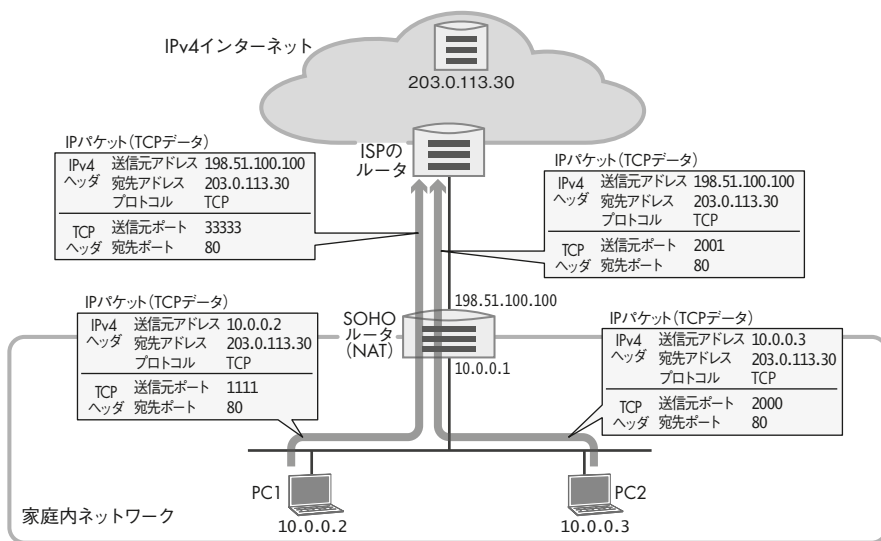 IPv4インターネット
203.0.113.30
ISPの
ルータ
IPパケット(TCPデータ)
IPv4 送信元アドレス 198.51.100.100
ヘッダ 宛先アドレス 203.0.113.30
プロトコル TCP
TCP 送信元ポート 33333
ヘッダ 宛先ポート 80
IPパケット(TCPデータ)
IPv4 送信元アドレス 198.51.100.100
ヘッダ 宛先アドレス 203.0.113.30
プロトコル TCP
TCP 送信元ポート 2001
ヘッダ 宛先ポート 80
198.51.100.100
SOHO
ルータ
(NAT)
10.0.0.1
IPパケット(TCPデータ)
IPv4 送信元アドレス 10.0.0.2
ヘッダ 宛先アドレス 203.0.113.30
プロトコル TCP
TCP 送信元ポート 1111
ヘッダ 宛先ポート 80
IPパケット(TCPデータ)
IPv4 送信元アドレス 10.0.0.3
ヘッダ 宛先アドレス 203.0.113.30
プロトコル TCP
TCP 送信元ポート 2000
ヘッダ 宛先ポート 80
PC1
10.0.0.2
PC2
10.0.0.3
家庭内ネットワーク